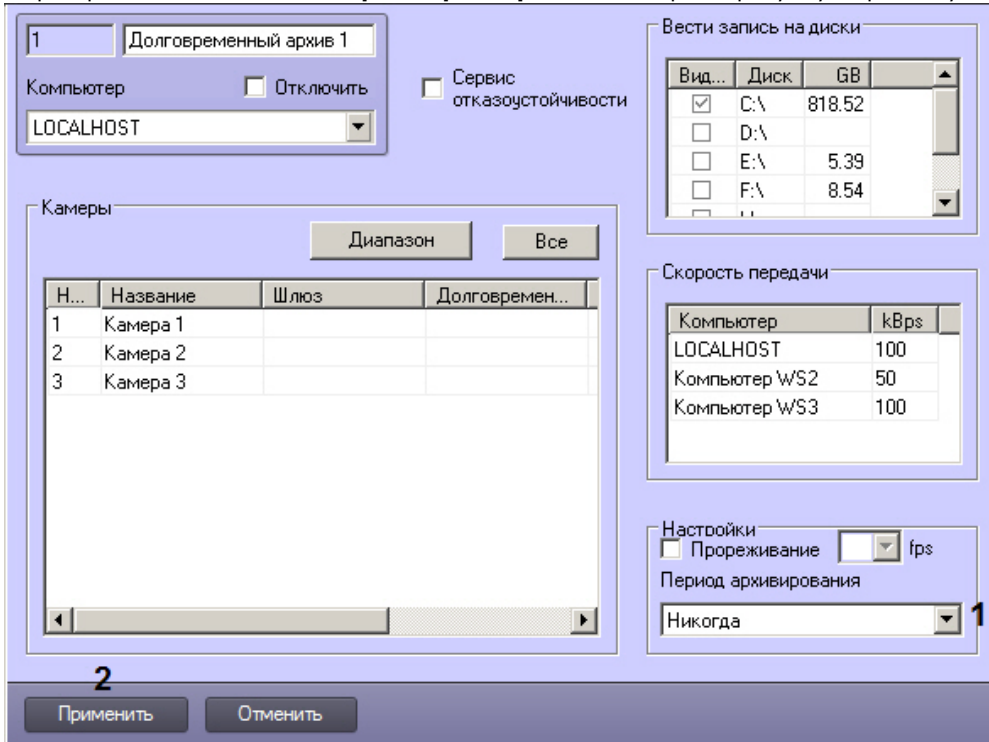 1 Долговременный архив 1
Компьютер Отключить
LOCALHOST
Сервис
отказоустойчивости
Вести запись на диски
Вид... Диск GB
C:\ 818.52
D:\
E:\ 5.39
F:\ 8.54
Камеры
Диапазон Все
Н... Название Шлюз Долговремен...
1 Камера 1
2 Камера 2
3 Камера 3
Скорость передачи
Компьютер kBps
LOCALHOST 100
Компьютер WS2 50
Компьютер WS3 100
Настройки
Прореживание fps
Период архивирования
Никогда 1
2
Применить Отменить